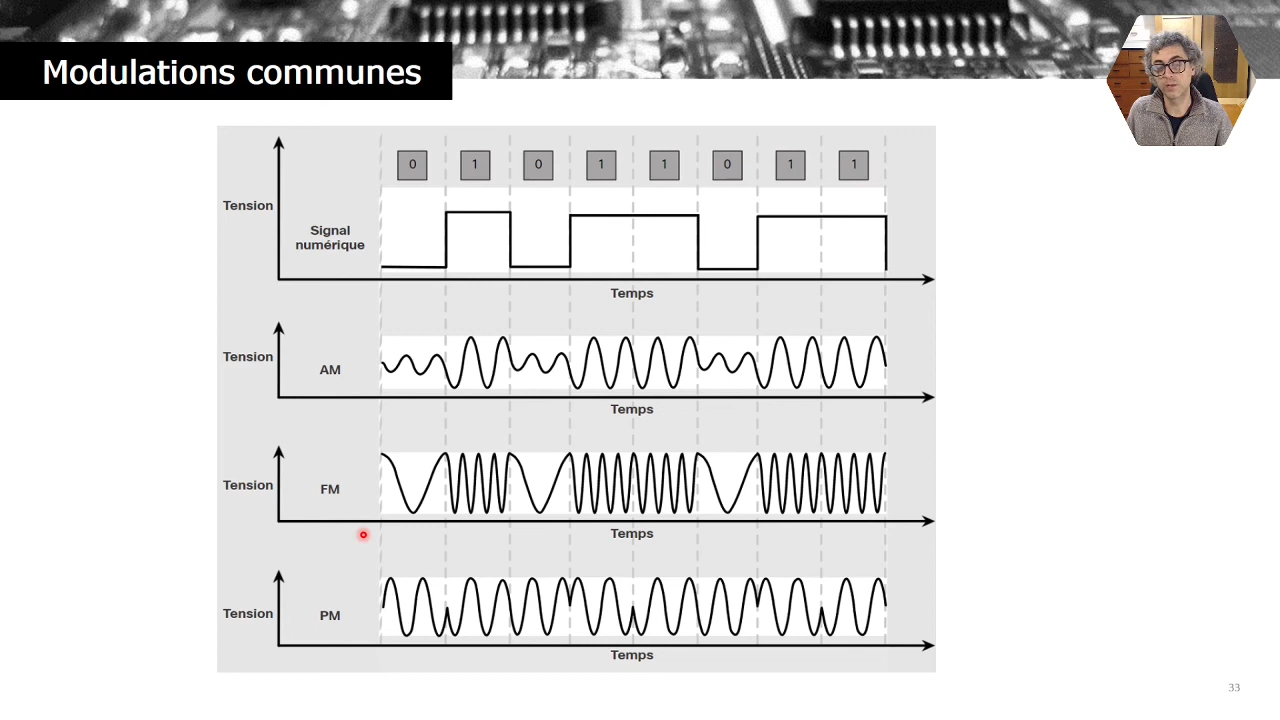 Modulations communes
0 1 0 1 1 0 1 1
Tension
Signal
numérique
Temps
Tension
AM
Temps
Tension
FM
Temps
Tension
PM
Temps
33